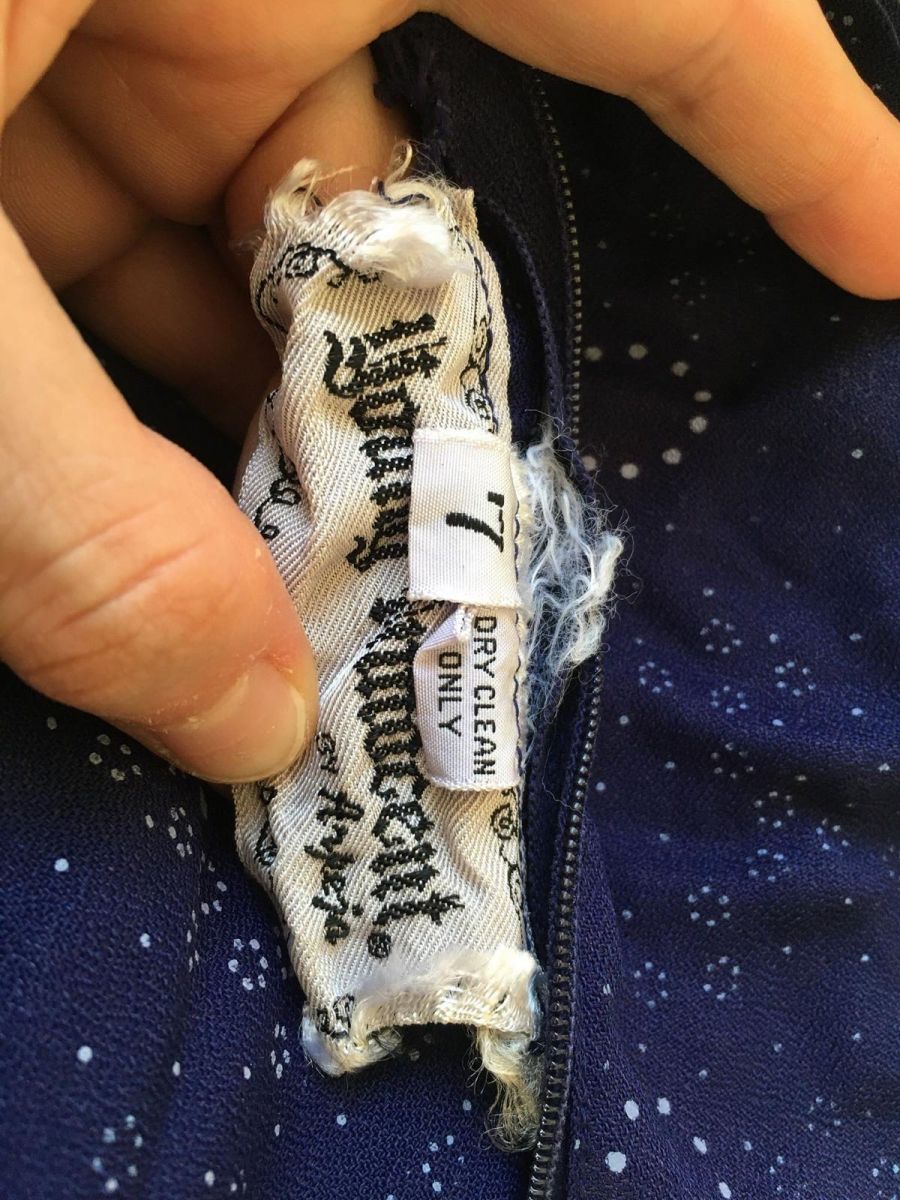 Young Innocent®
BY Arpeja
7
DRY CLEAN
ONLY